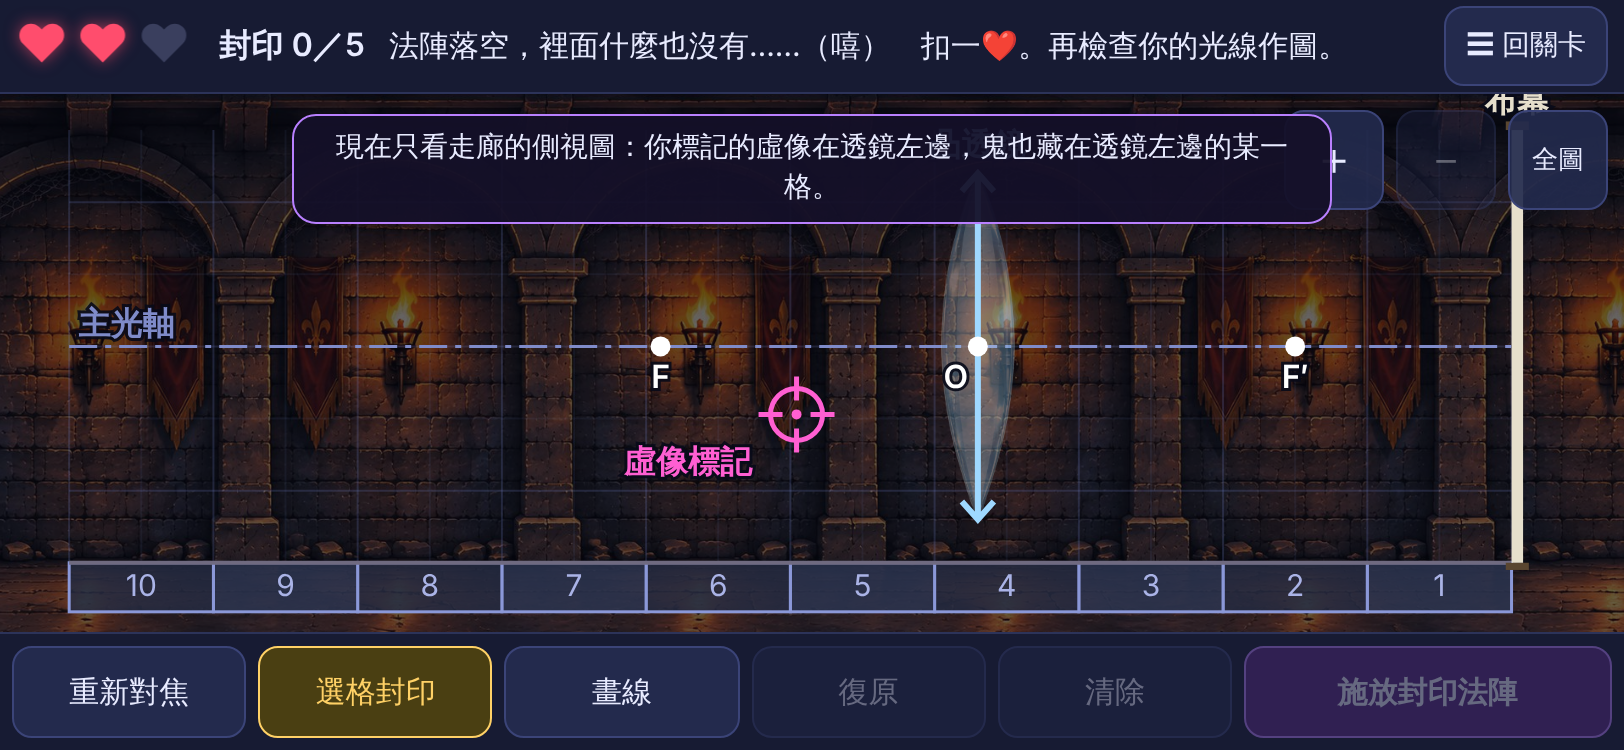 封印 0／5 法陣落空，裡面什麼也沒有……（嘻） 扣一❤️。再檢查你的光線作圖。
☰ 回關卡
布幕
現在只看走廊的側視圖：你標記的虛像在透鏡左邊，鬼也藏在透鏡左邊的某一
格。
+
−
全圖
主光軸
F
O
F′
虛像標記
10 9 8 7 6 5 4 3 2 1
重新對焦
選格封印
畫線
復原
清除
施放封印法陣